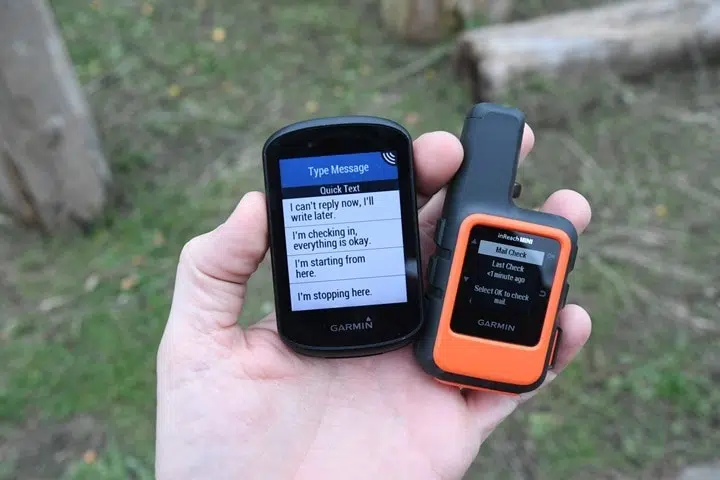 Type Message
Quick Text
I can't reply now, I'll
write later.
I'm checking in,
everything is okay.
I'm starting from
here.
I'm stopping here.
GARMIN
inReach MINI
Mail Check
Last Check
<1 minute ago
Select OK to check
mail.
GARMIN